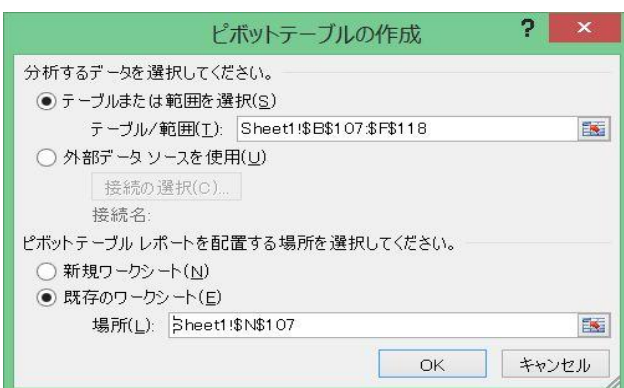 ピボットテーブルの作成 ? ×
分析するデータを選択してください。
テーブルまたは範囲を選択(S)
テーブル/範囲(T): Sheet1!$B$107:$F$118
外部データ ソースを使用(U)
接続の選択(C)...
接続名:
ピボットテーブル レポートを配置する場所を選択してください。
新規ワークシート(N)
既存のワークシート(E)
場所(L): Sheet1!$N$107
OK キャンセル